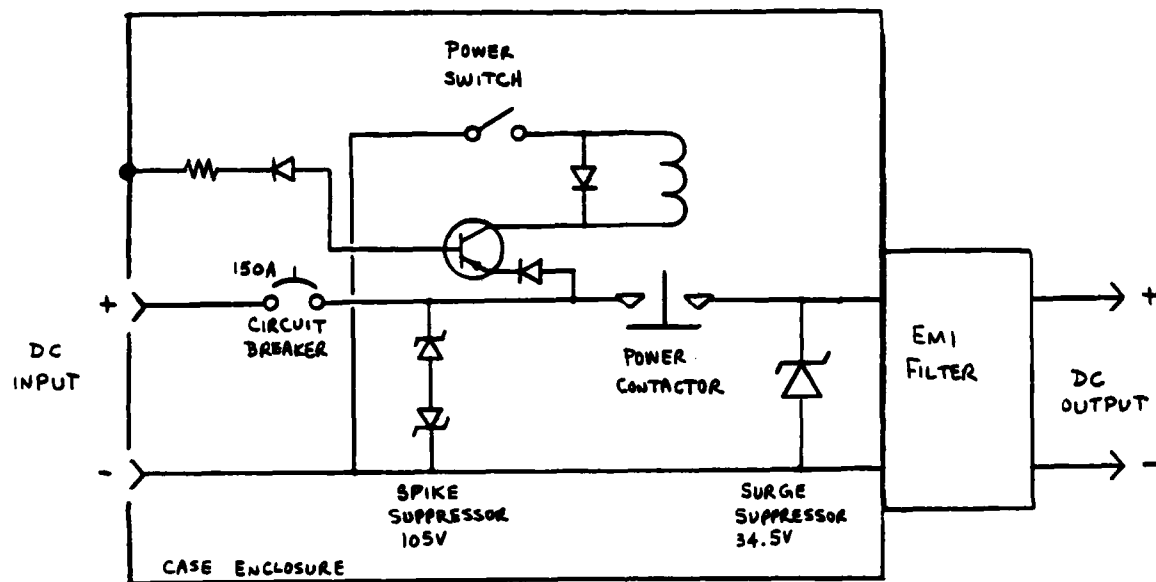 POWER
SWITCH
150A
+
CIRCUIT
BREAKER
DC
INPUT
-
POWER
CONTACTOR
EMI
FILTER
+
DC
OUTPUT
-
SPIKE
SUPPRESSOR
105V
SURGE
SUPPRESSOR
34.5V
CASE ENCLOSURE